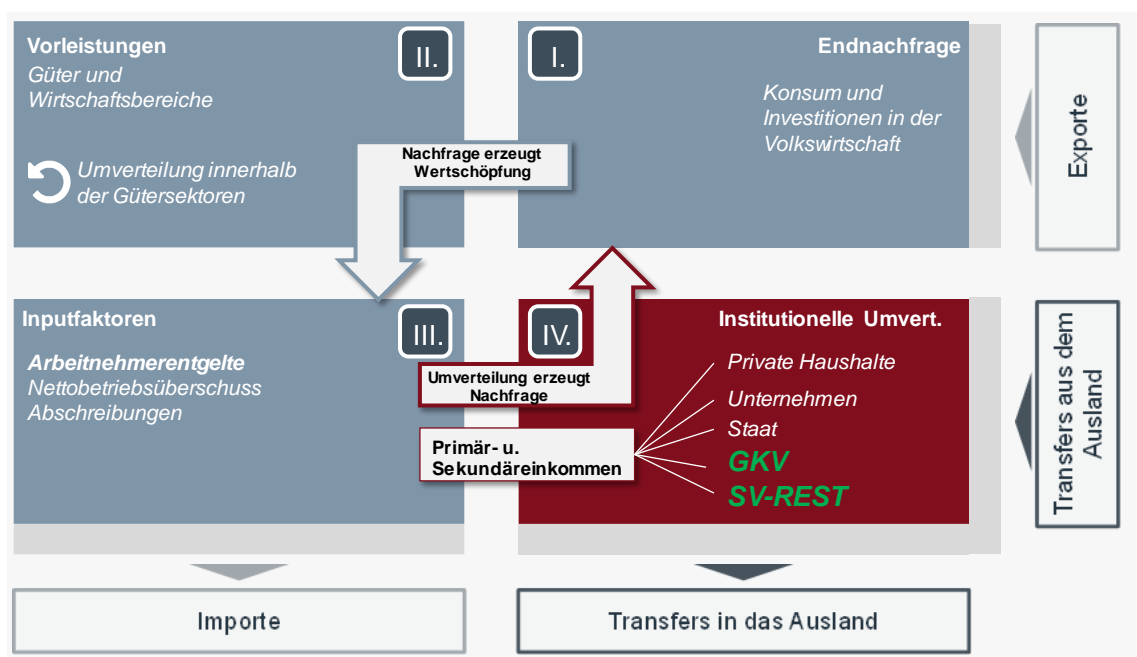 Vorleistungen
Güter und
Wirtschaftsbereiche
II.
Umverteilung innerhalb
der Gütersektoren
I.
Endnachfrage
Konsum und
Investitionen in der
Volkswirtschaft
Nachfrage erzeugt
Wertschöpfung
Exporte
Inputfaktoren
III.
Arbeitnehmerentgelte
Nettobetriebsüberschuss
Abschreibungen
IV.
Institutionelle Umvert.
Private Haushalte
Unternehmen
Staat
GKV
SV-REST
Umverteilung erzeugt
Nachfrage
Primär- u.
Sekundäreinkommen
Transfers aus dem
Ausland
Importe
Transfers in das Ausland